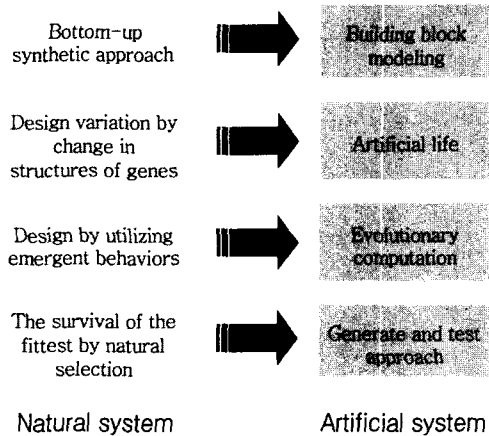 Bottom-up
synthetic approach
Building block
modeling
Design variation by
change in
structures of genes
Artificial life
Design by utilizing
emergent behaviors
Evolutionary
computation
The survival of the
fittest by natural
selection
Generate and test
approach
Natural system
Artificial system